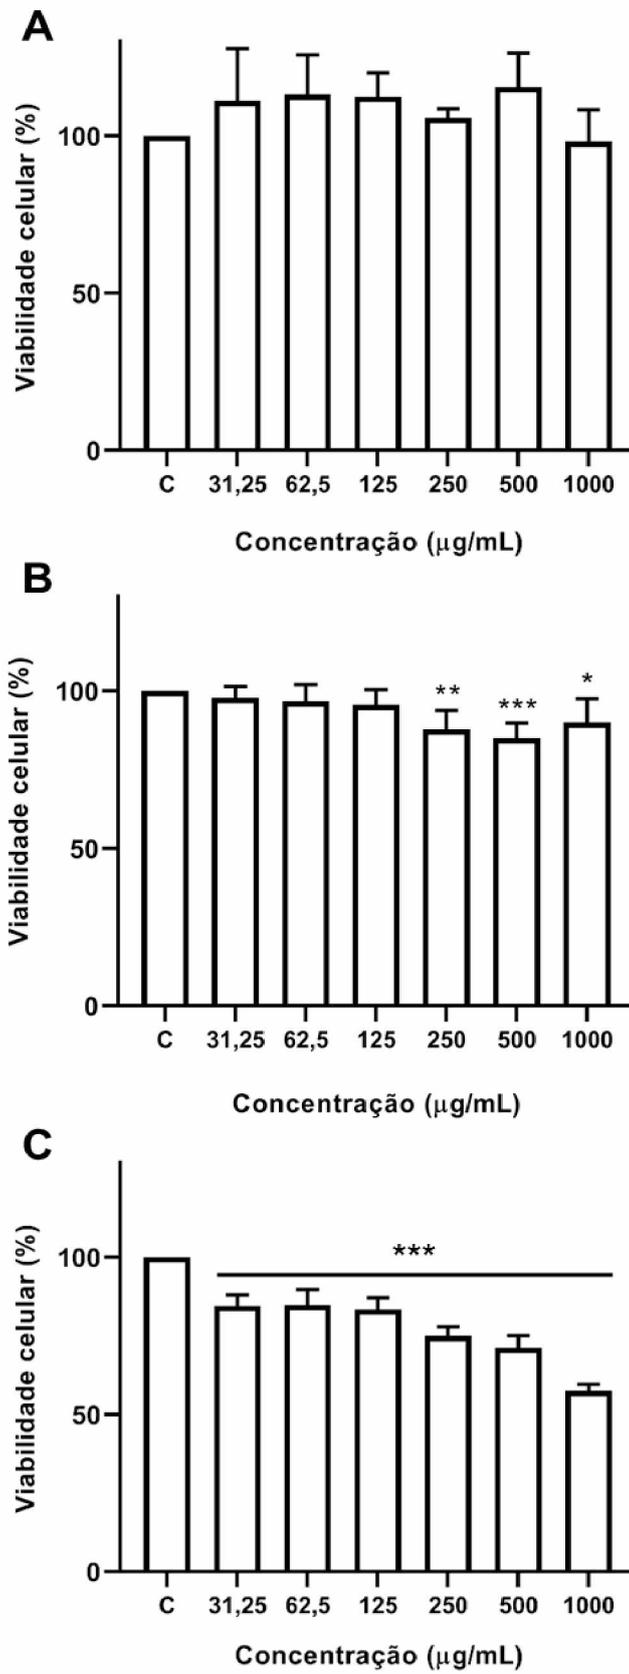 A
Viabilidade celular (%)
100
50
0
C 31,25 62,5 125 250 500 1000
Concentração (μg/mL)
B
Viabilidade celular (%)
100
50
0
** *** *
C 31,25 62,5 125 250 500 1000
Concentração (μg/mL)
C
Viabilidade celular (%)
100
50
0
***
C 31,25 62,5 125 250 500 1000
Concentração (μg/mL)